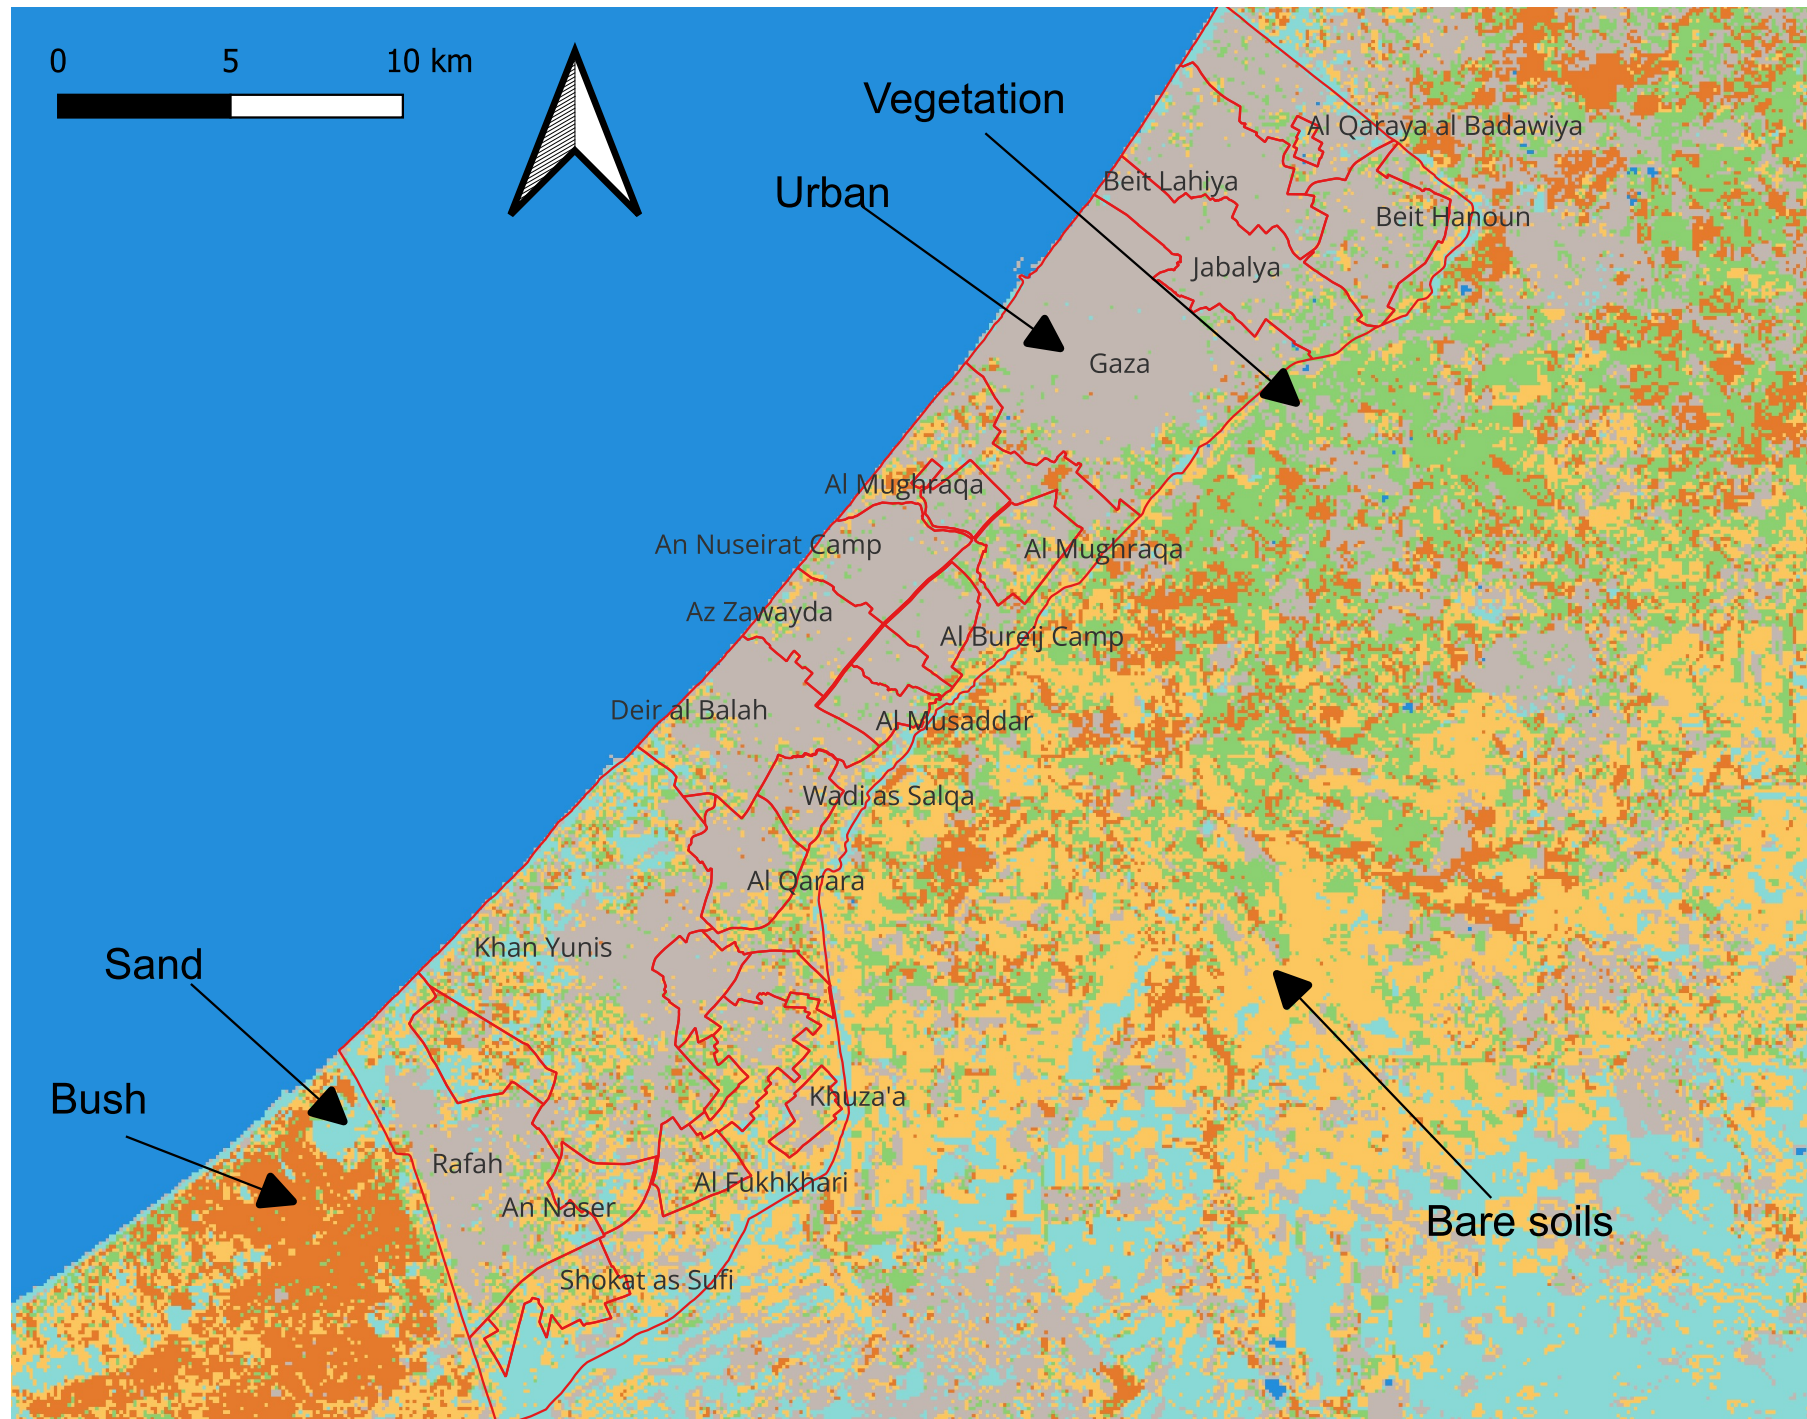 0 5 10 km
Vegetation
Al Qaraya al Badawiya
Urban
Beit Lahiya
Beit Hanoun
Jabalya
Gaza
Al Mughraqa
An Nuseirat Camp
Al Mughraqa
Az Zawayda
Al Bureij Camp
Deir al Balah
Al Musaddar
Wadi as Salqa
Al Qarara
Khan Yunis
Sand
Bush
Khuza'a
Rafah
Al Fukhkhari
An Naser
Bare soils
Shokat as Sufi